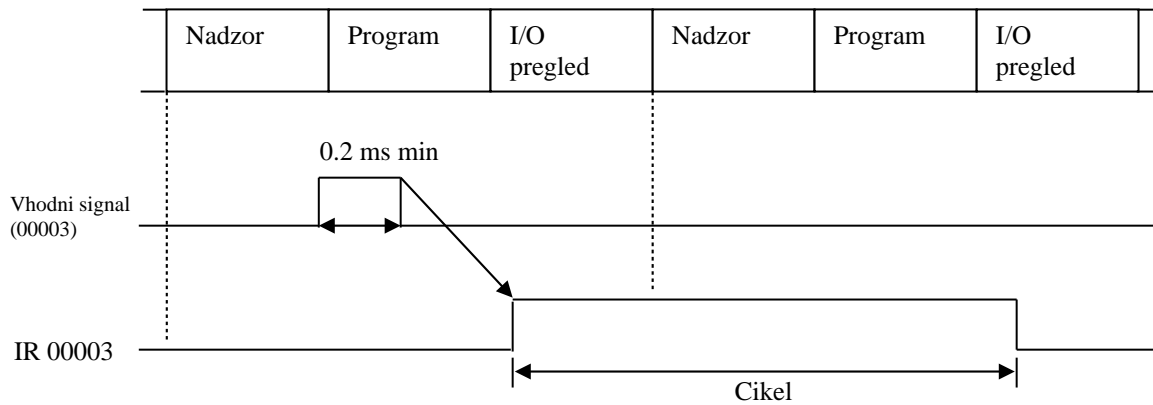 Nadzor
Program
I/O
pregled
Nadzor
Program
I/O
pregled
0.2 ms min
Vhodni signal
(00003)
IR 00003
Cikel